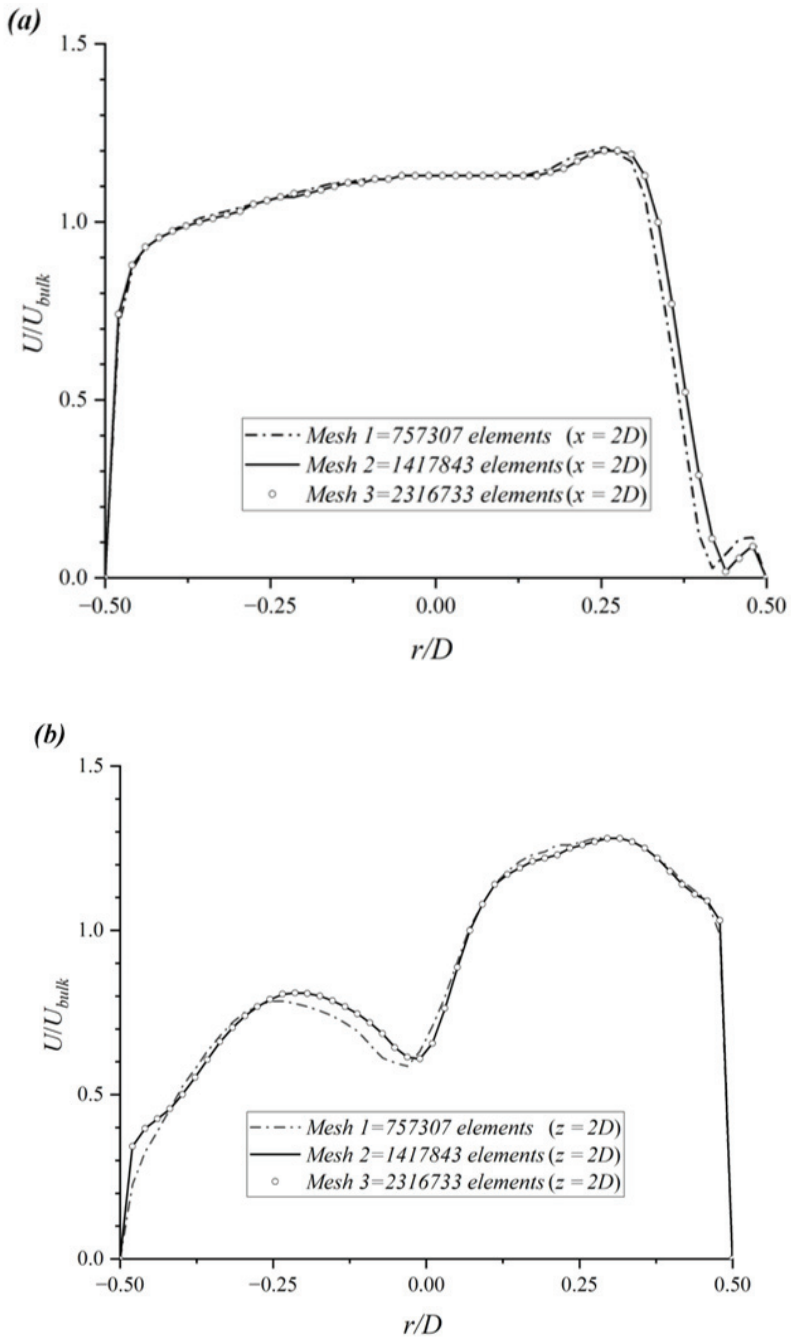 (a)
1.5
1.0
0.5
0.0
U/U_bulk
Mesh 1=757307 elements (x = 2D)
Mesh 2=1417843 elements (x = 2D)
Mesh 3=2316733 elements (x = 2D)
−0.50 −0.25 0.00 0.25 0.50
r/D
(b)
1.5
1.0
0.5
0.0
U/U_bulk
Mesh 1=757307 elements (z = 2D)
Mesh 2=1417843 elements (z = 2D)
Mesh 3=2316733 elements (z = 2D)
−0.50 −0.25 0.00 0.25 0.50
r/D